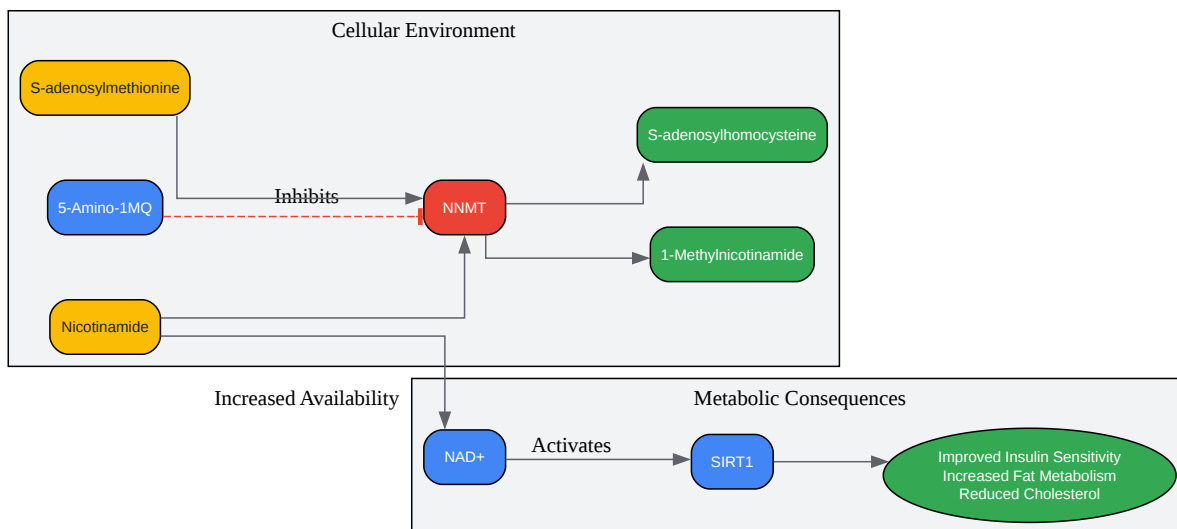 Cellular Environment
S-adenosylmethionine
S-adenosylhomocysteine
Inhibits
5-Amino-1MQ
NNMT
1-Methylnicotinamide
Nicotinamide
Increased Availability
Metabolic Consequences
NAD+
Activates
SIRT1
Improved Insulin Sensitivity
Increased Fat Metabolism
Reduced Cholesterol